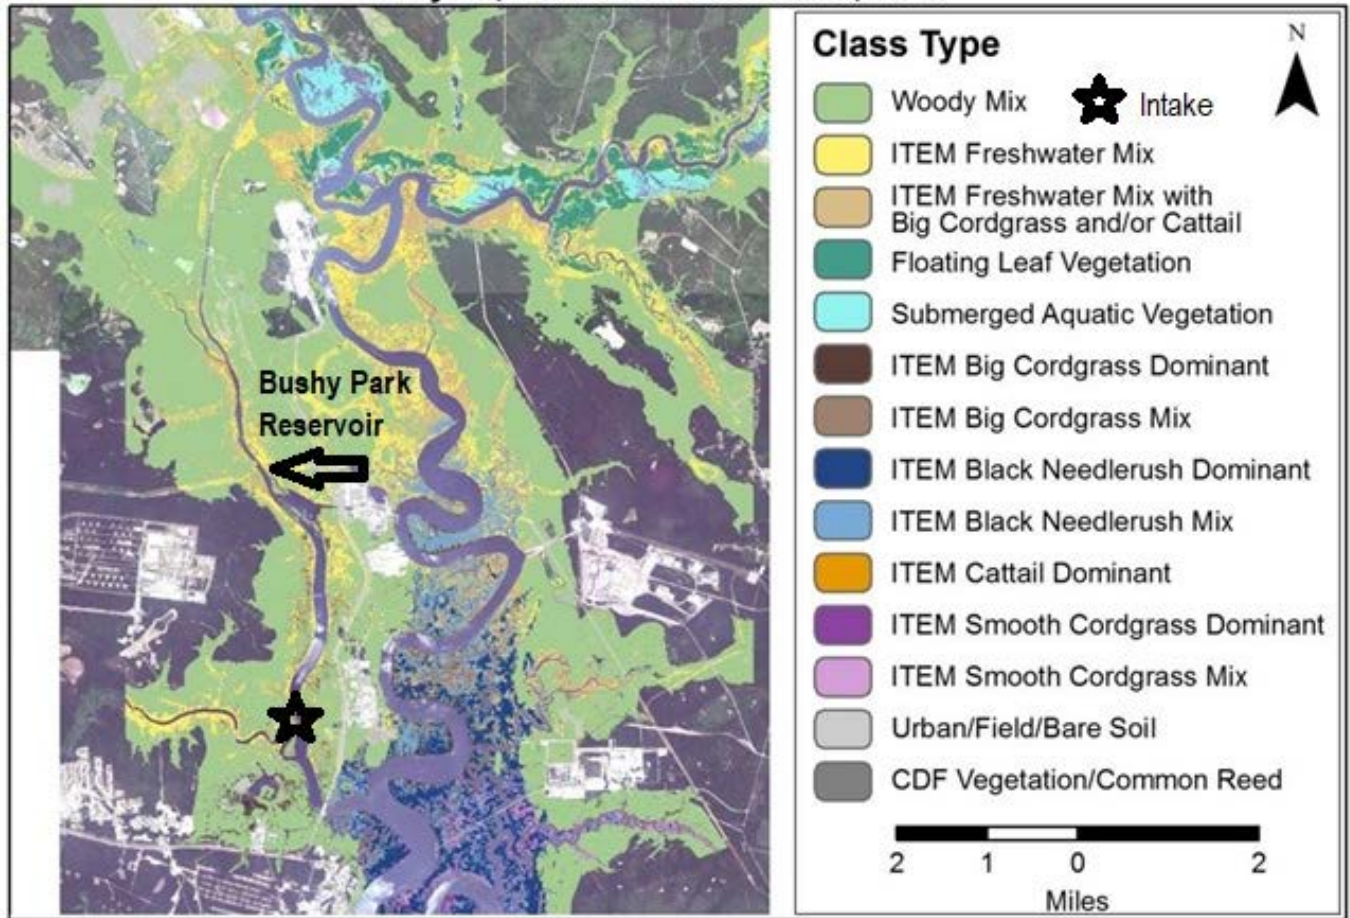 Bushy Park
Reservoir
Class Type
N
Woody Mix
Intake
ITEM Freshwater Mix
ITEM Freshwater Mix with
Big Cordgrass and/or Cattail
Floating Leaf Vegetation
Submerged Aquatic Vegetation
ITEM Big Cordgrass Dominant
ITEM Big Cordgrass Mix
ITEM Black Needlerush Dominant
ITEM Black Needlerush Mix
ITEM Cattail Dominant
ITEM Smooth Cordgrass Dominant
ITEM Smooth Cordgrass Mix
Urban/Field/Bare Soil
CDF Vegetation/Common Reed
2 1 0 2
Miles